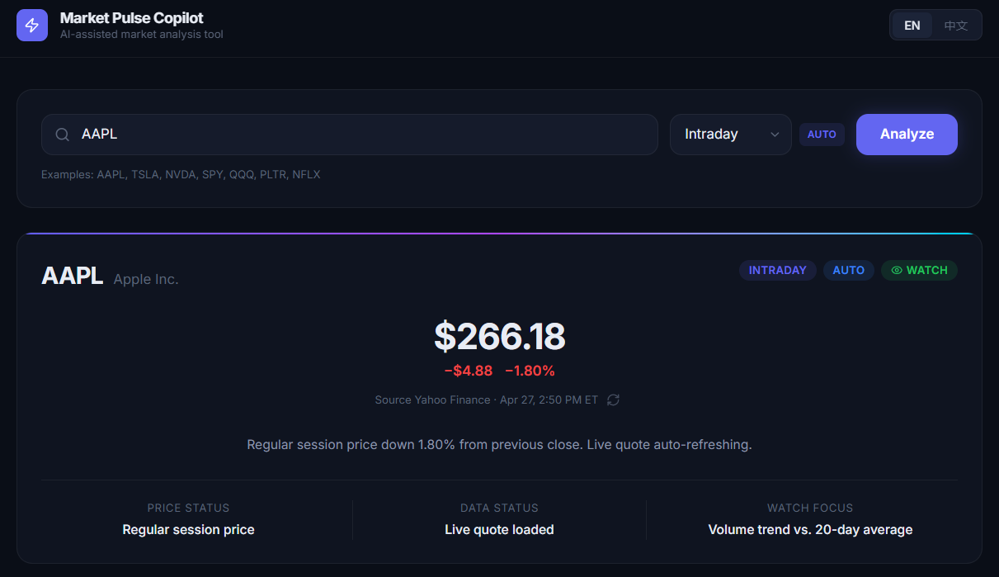 Market Pulse Copilot
AI-assisted market analysis tool
EN 中文
AAPL
Intraday
AUTO
Analyze
Examples: AAPL, TSLA, NVDA, SPY, QQQ, PLTR, NFLX
AAPL Apple Inc.
INTRADAY AUTO WATCH
$266.18
−$4.88 −1.80%
Source Yahoo Finance · Apr 27, 2:50 PM ET
Regular session price down 1.80% from previous close. Live quote auto-refreshing.
PRICE STATUS
Regular session price
DATA STATUS
Live quote loaded
WATCH FOCUS
Volume trend vs. 20-day average